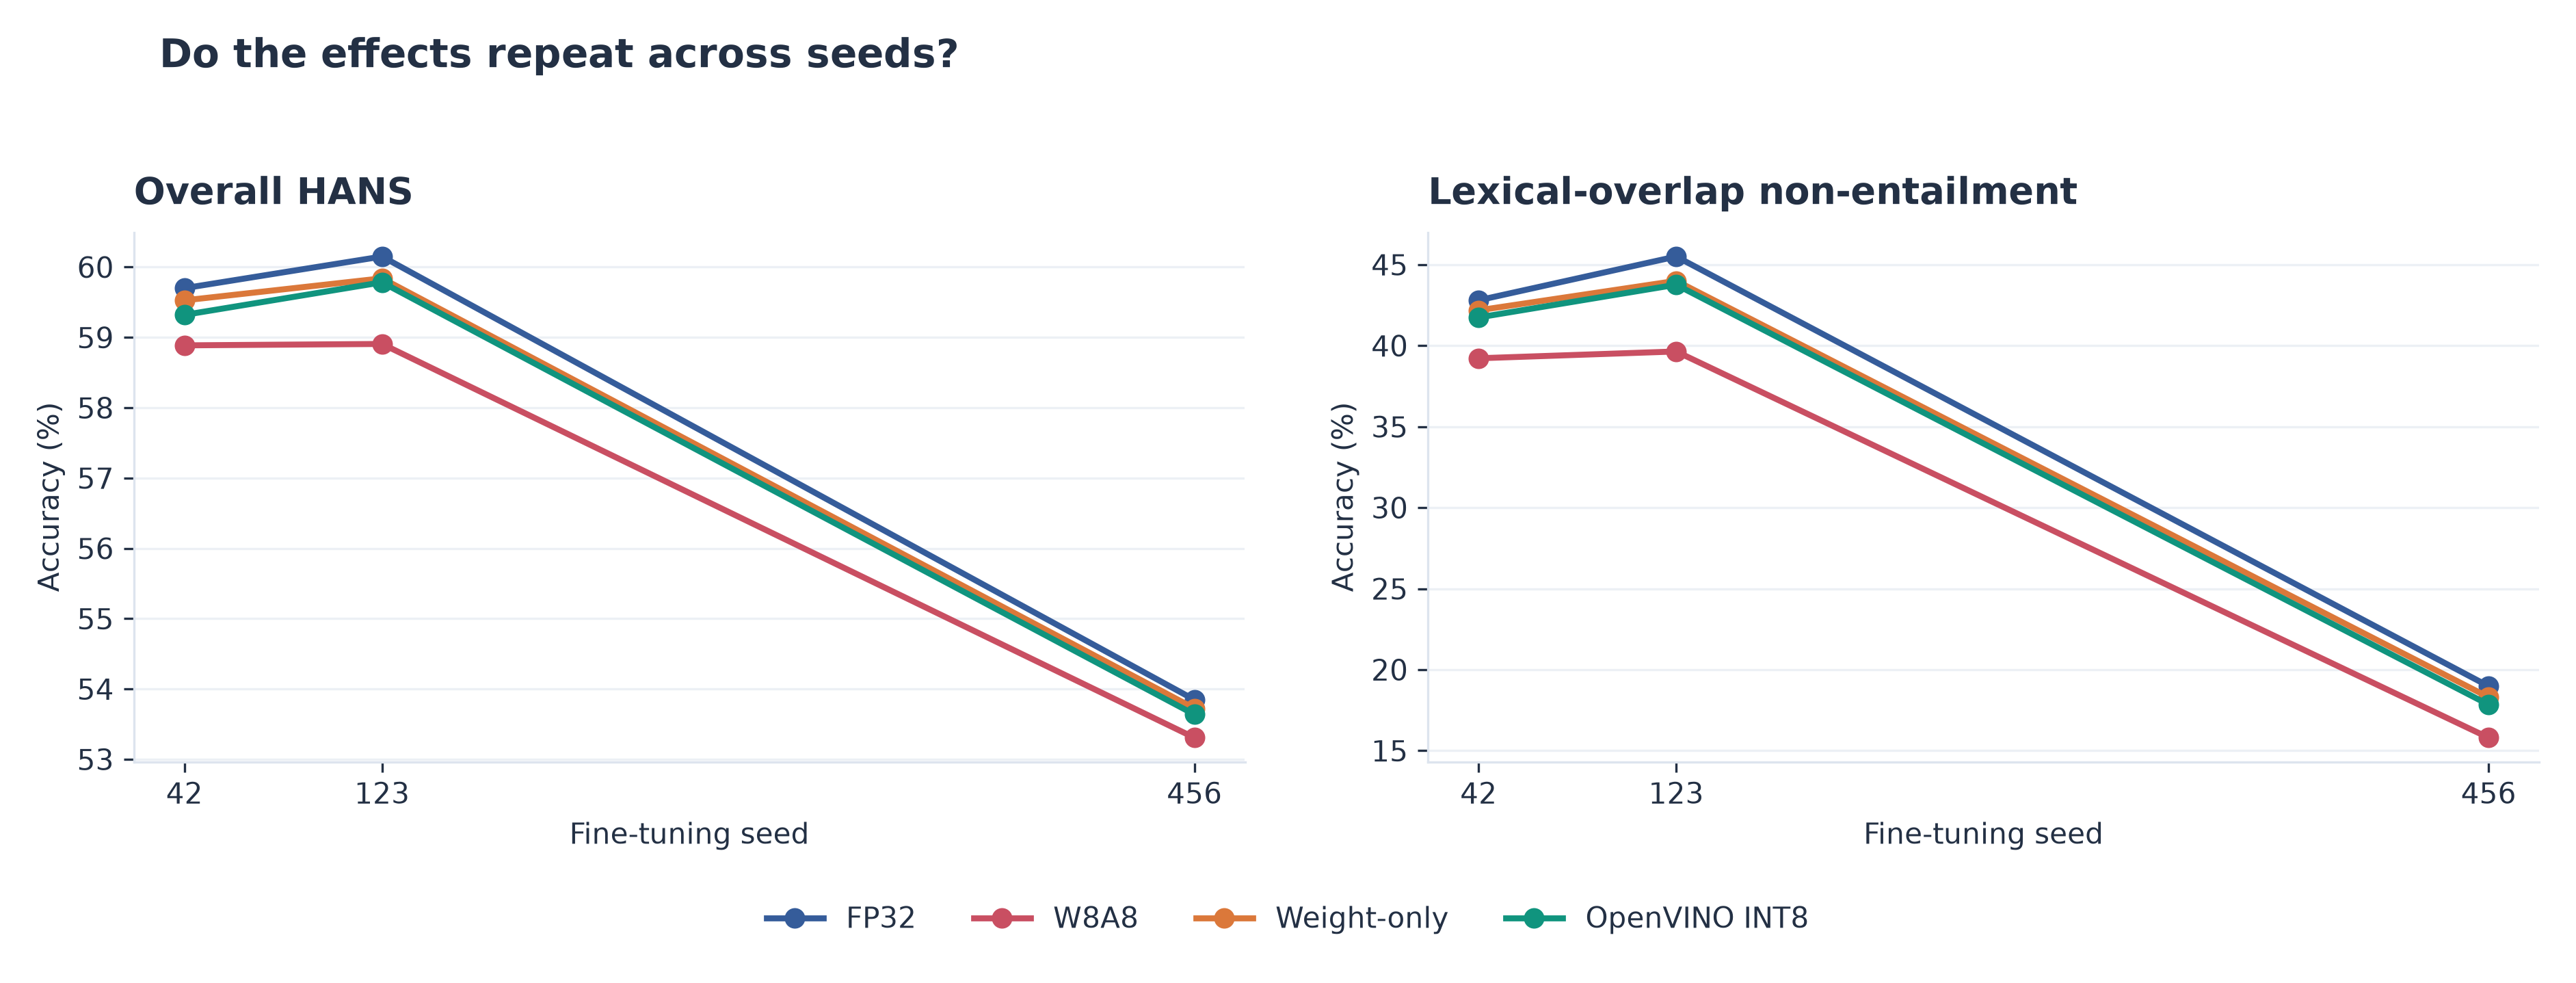 Do the effects repeat across seeds?
Overall HANS
Accuracy (%)
60
59
58
57
56
55
54
53
42 123 456
Fine-tuning seed
Lexical-overlap non-entailment
Accuracy (%)
45
40
35
30
25
20
15
42 123 456
Fine-tuning seed
FP32 W8A8 Weight-only OpenVINO INT8